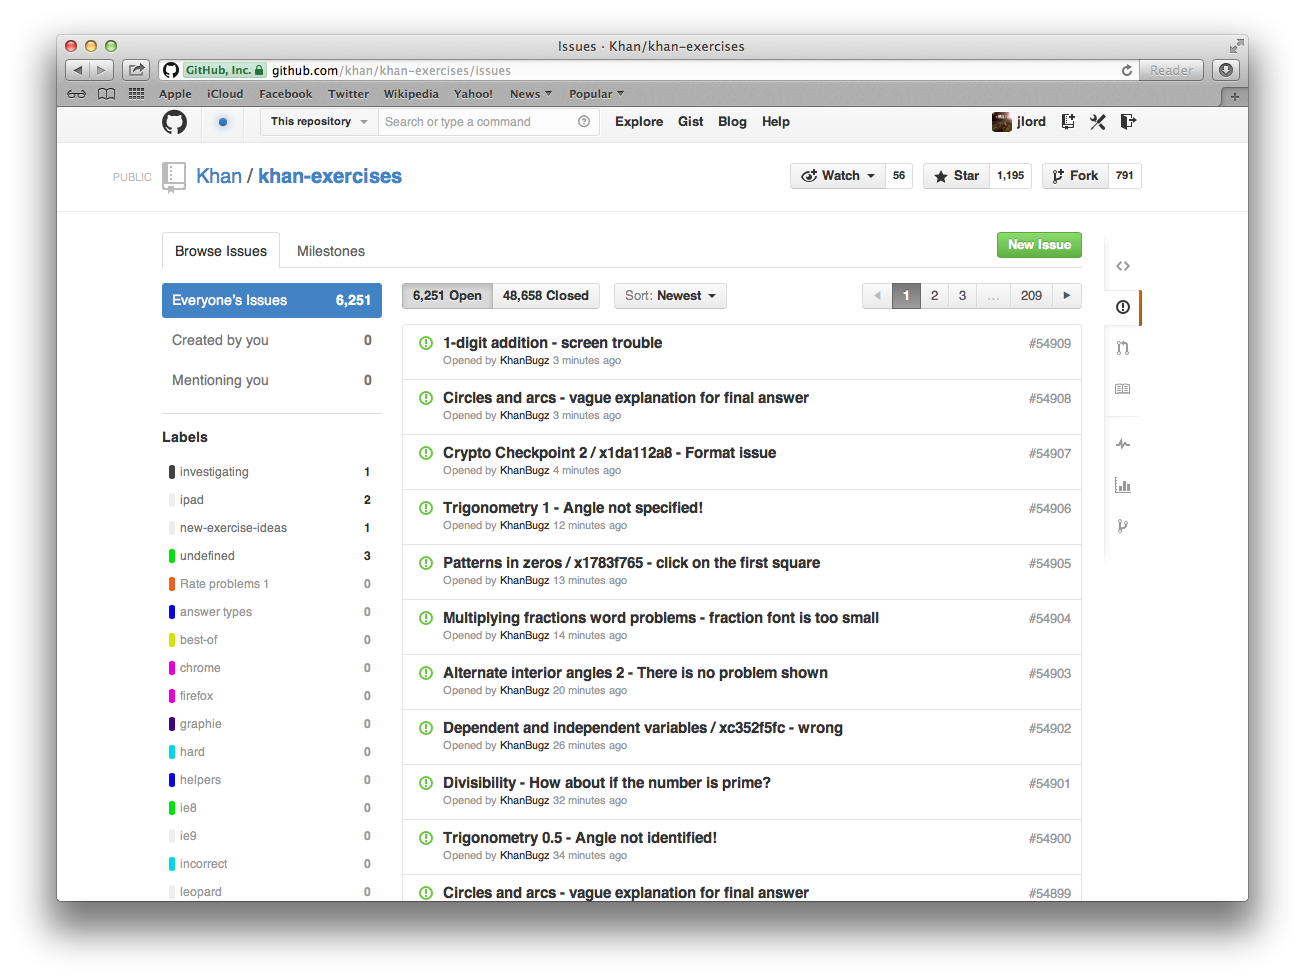 Issues · Khan/khan-exercises
GitHub, Inc. github.com/khan/khan-exercises/issues Reader
Apple iCloud Facebook Twitter Wikipedia Yahoo! News Popular
This repository Search or type a command Explore Gist Blog Help jlord
PUBLIC Khan / khan-exercises Watch 56 Star 1,195 Fork 791
Browse Issues Milestones New Issue
Everyone's Issues 6,251
Created by you 0
Mentioning you 0
Labels
investigating 1
ipad 2
new-exercise-ideas 1
undefined 3
Rate problems 1 0
answer types 0
best-of 0
chrome 0
firefox 0
graphie 0
hard 0
helpers 0
ie8 0
ie9 0
incorrect 0
leopard 0
6,251 Open 48,658 Closed Sort: Newest 1 2 3 ... 209
1-digit addition - screen trouble #54909
Opened by KhanBugz 3 minutes ago
Circles and arcs - vague explanation for final answer #54908
Opened by KhanBugz 3 minutes ago
Crypto Checkpoint 2 / x1da112a8 - Format issue #54907
Opened by KhanBugz 4 minutes ago
Trigonometry 1 - Angle not specified! #54906
Opened by KhanBugz 12 minutes ago
Patterns in zeros / x1783f765 - click on the first square #54905
Opened by KhanBugz 13 minutes ago
Multiplying fractions word problems - fraction font is too small #54904
Opened by KhanBugz 14 minutes ago
Alternate interior angles 2 - There is no problem shown #54903
Opened by KhanBugz 20 minutes ago
Dependent and independent variables / xc352f5fc - wrong #54902
Opened by KhanBugz 26 minutes ago
Divisibility - How about if the number is prime? #54901
Opened by KhanBugz 32 minutes ago
Trigonometry 0.5 - Angle not identified! #54900
Opened by KhanBugz 34 minutes ago
Circles and arcs - vague explanation for final answer #54899